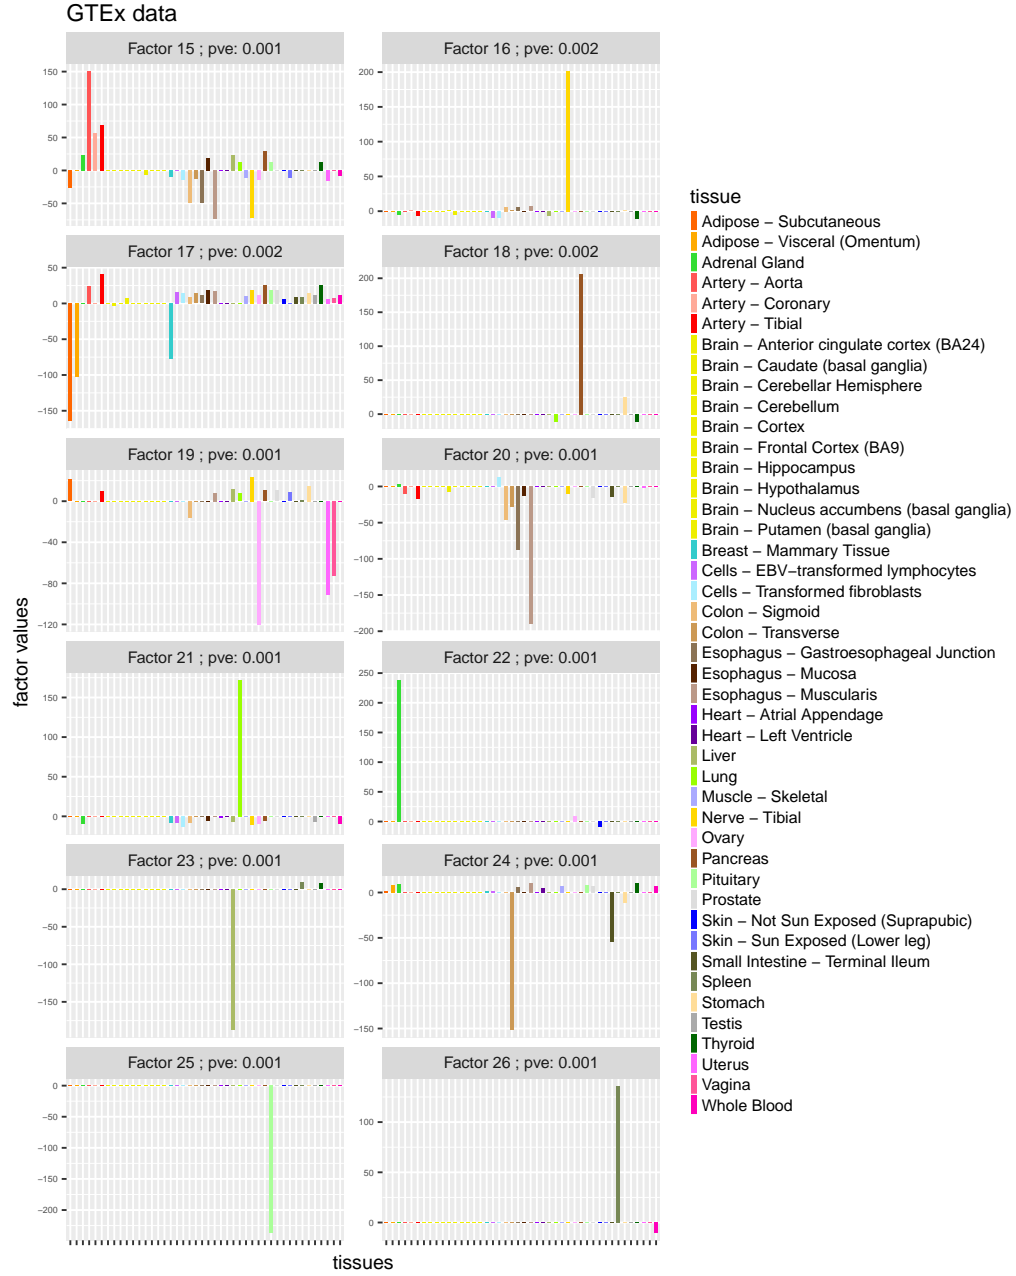 GTEx data
Factor 15 ; pve: 0.001
Factor 16 ; pve: 0.002
150
100
50
0
−50
200
150
100
50
0
Factor 17 ; pve: 0.002
Factor 18 ; pve: 0.002
50
0
−50
−100
−150
200
150
100
50
0
Factor 19 ; pve: 0.001
Factor 20 ; pve: 0.001
0
−40
−80
−120
0
−50
−100
−150
−200
Factor 21 ; pve: 0.001
Factor 22 ; pve: 0.001
150
100
50
0
250
200
150
100
50
0
Factor 23 ; pve: 0.001
Factor 24 ; pve: 0.001
0
−50
−100
−150
0
−50
−100
−150
Factor 25 ; pve: 0.001
Factor 26 ; pve: 0.001
0
−50
−100
−150
−200
100
50
0
factor values
tissues
tissue
Adipose − Subcutaneous
Adipose − Visceral (Omentum)
Adrenal Gland
Artery − Aorta
Artery − Coronary
Artery − Tibial
Brain − Anterior cingulate cortex (BA24)
Brain − Caudate (basal ganglia)
Brain − Cerebellar Hemisphere
Brain − Cerebellum
Brain − Cortex
Brain − Frontal Cortex (BA9)
Brain − Hippocampus
Brain − Hypothalamus
Brain − Nucleus accumbens (basal ganglia)
Brain − Putamen (basal ganglia)
Breast − Mammary Tissue
Cells − EBV−transformed lymphocytes
Cells − Transformed fibroblasts
Colon − Sigmoid
Colon − Transverse
Esophagus − Gastroesophageal Junction
Esophagus − Mucosa
Esophagus − Muscularis
Heart − Atrial Appendage
Heart − Left Ventricle
Liver
Lung
Muscle − Skeletal
Nerve − Tibial
Ovary
Pancreas
Pituitary
Prostate
Skin − Not Sun Exposed (Suprapubic)
Skin − Sun Exposed (Lower leg)
Small Intestine − Terminal Ileum
Spleen
Stomach
Testis
Thyroid
Uterus
Vagina
Whole Blood